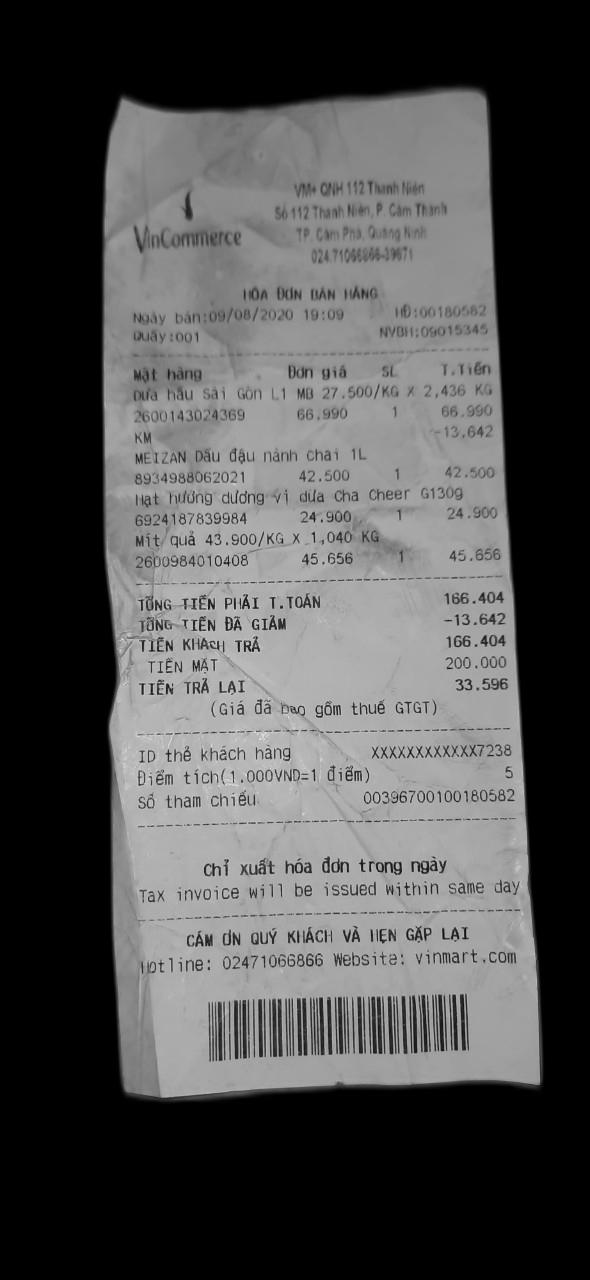 VinCommerce
VM+ QNH 112 Thanh Niên
Số 112 Thanh Niên, P. Cẩm Thành
TP. Cẩm Phả, Quảng Ninh
024.71066866-39671
HÓA ĐƠN BÁN HÀNG
Ngày bán:09/08/2020 19:09 HĐ:00180582
Quầy:001 NVBH:09015345
Mặt hàng Đơn giá SL T.Tiền
Dưa hấu Sài Gòn L1 MB 27.500/KG X 2,436 KG
2600143024369 66.990 1 66.990
KM -13.642
MEIZAN Dầu đậu nành chai 1L
8934988062021 42.500 1 42.500
Hạt hướng dương vị dừa Cha Cheer G130g
6924187839984 24.900 1 24.900
Mít quả 43.900/KG X 1,040 KG
2600984010408 45.656 1 45.656
TỔNG TIỀN PHẢI T.TOÁN 166.404
TỔNG TIỀN ĐÃ GIẢM -13.642
TIỀN KHÁCH TRẢ 166.404
TIỀN MẶT 200.000
TIỀN TRẢ LẠI 33.596
(Giá đã bao gồm thuế GTGT)
ID thẻ khách hàng XXXXXXXXXXXX7238
Điểm tích(1.000VND=1 điểm) 5
Số tham chiếu 00396700100180582
Chỉ xuất hóa đơn trong ngày
Tax invoice will be issued within same day
CẢM ƠN QUÝ KHÁCH VÀ HẸN GẶP LẠI
Hotline: 02471066866 Website: vinmart.com